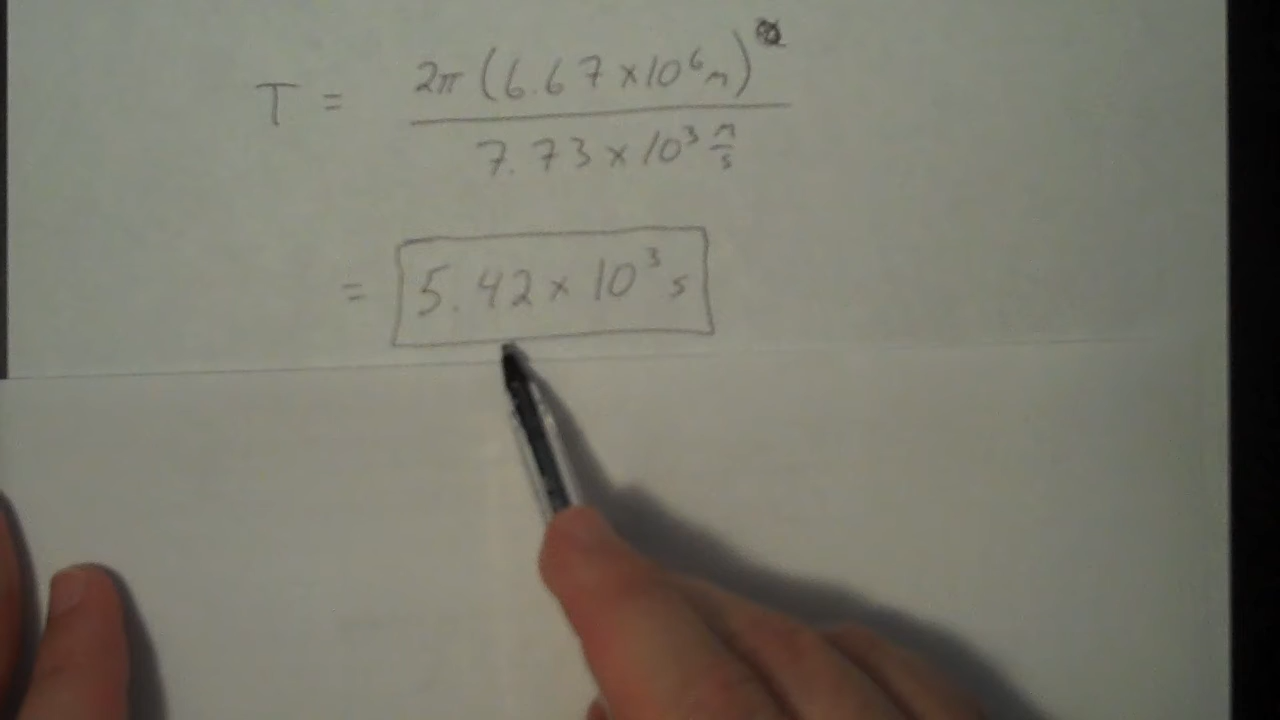 T = 2π (6.67 × 10⁶ m) / 7.73 × 10³ m/s
= 5.42 × 10³ s